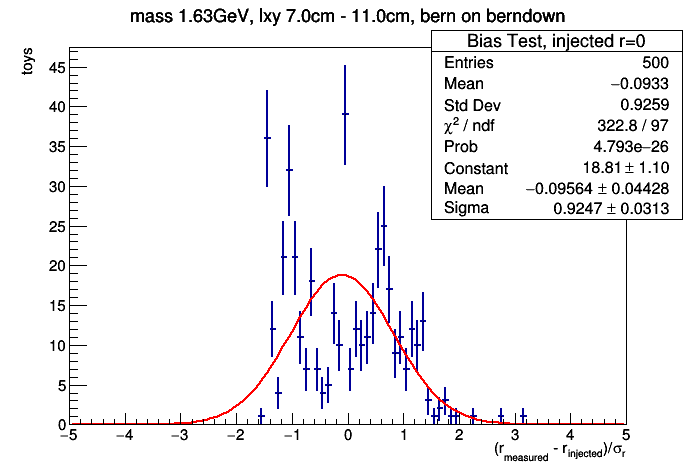 mass 1.63GeV, lxy 7.0cm - 11.0cm, bern on berndown
Bias Test, injected r=0
Entries 500
Mean −0.0933
Std Dev 0.9259
χ² / ndf 322.8 / 97
Prob 4.793e−26
Constant 18.81 ± 1.10
Mean −0.09564 ± 0.04428
Sigma 0.9247 ± 0.0313
toys
45
40
35
30
25
20
15
10
5
0
−5 −4 −3 −2 −1 0 1 2 3 4 5
(r_measured - r_injected)/σ_r